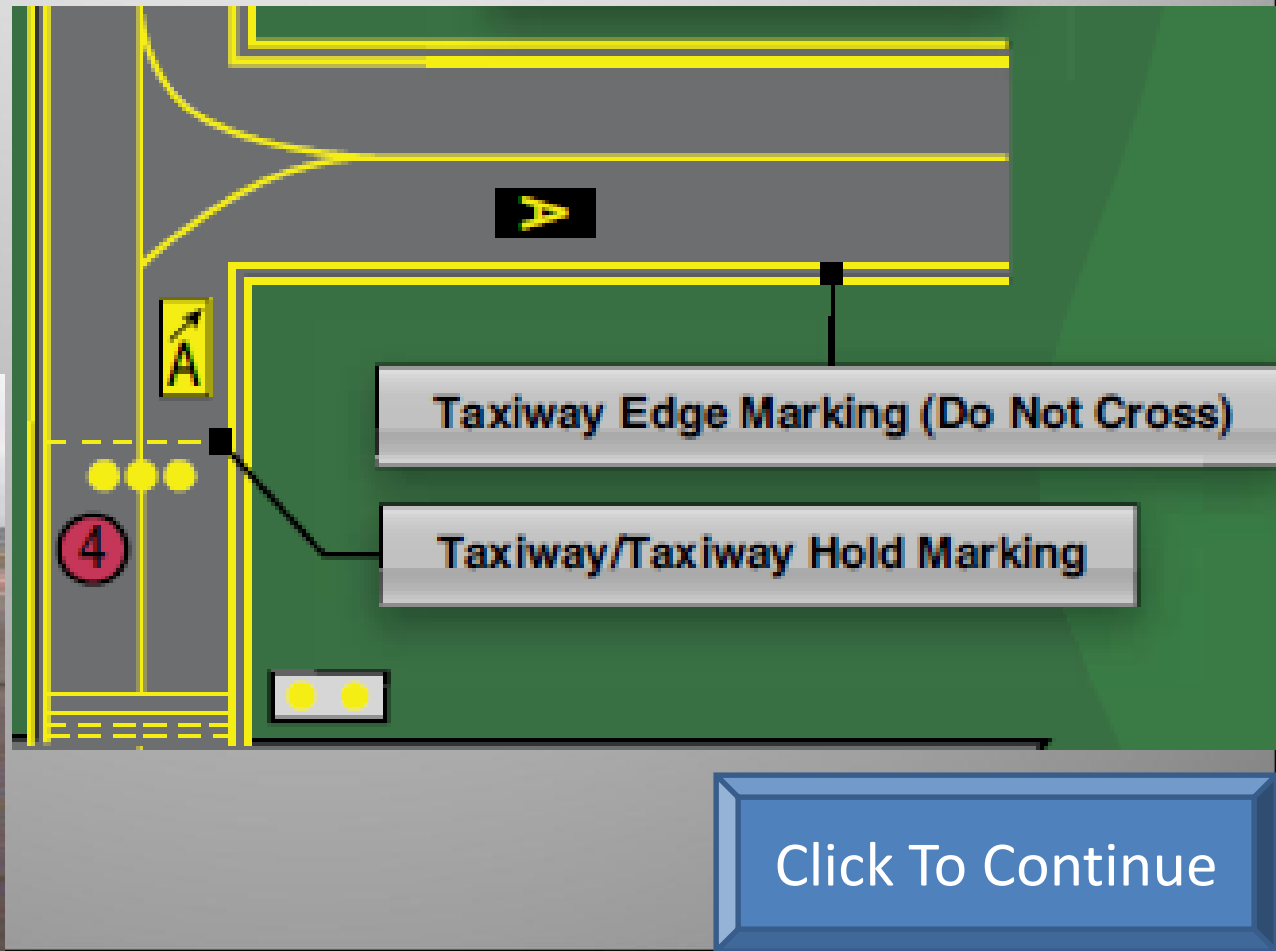 A
A
Taxiway Edge Marking (Do Not Cross)
Taxiway/Taxiway Hold Marking
4
Click To Continue